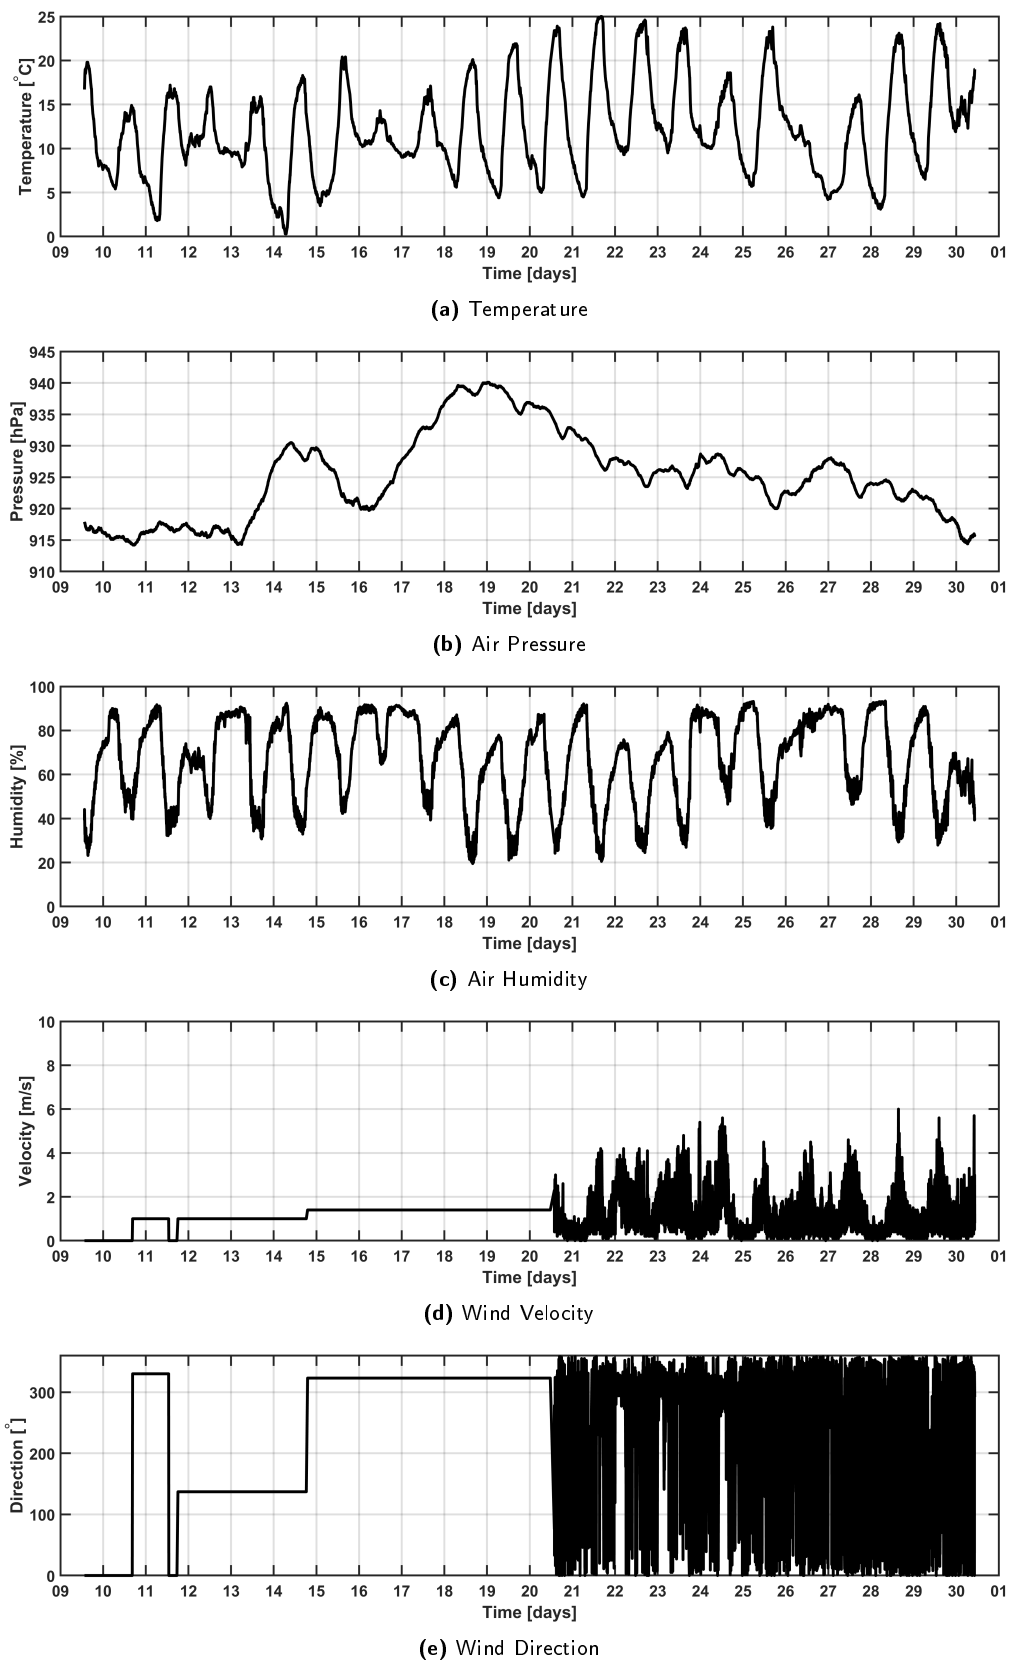 25
20
15
10
5
0
Temperature [°C]
09 10 11 12 13 14 15 16 17 18 19 20 21 22 23 24 25 26 27 28 29 30 01
Time [days]
(a) Temperature
945
940
935
930
925
920
915
910
Pressure [hPa]
09 10 11 12 13 14 15 16 17 18 19 20 21 22 23 24 25 26 27 28 29 30 01
Time [days]
(b) Air Pressure
100
80
60
40
20
0
Humidity [%]
09 10 11 12 13 14 15 16 17 18 19 20 21 22 23 24 25 26 27 28 29 30 01
Time [days]
(c) Air Humidity
10
8
6
4
2
0
Velocity [m/s]
09 10 11 12 13 14 15 16 17 18 19 20 21 22 23 24 25 26 27 28 29 30 01
Time [days]
(d) Wind Velocity
300
200
100
0
Direction [°]
09 10 11 12 13 14 15 16 17 18 19 20 21 22 23 24 25 26 27 28 29 30 01
Time [days]
(e) Wind Direction